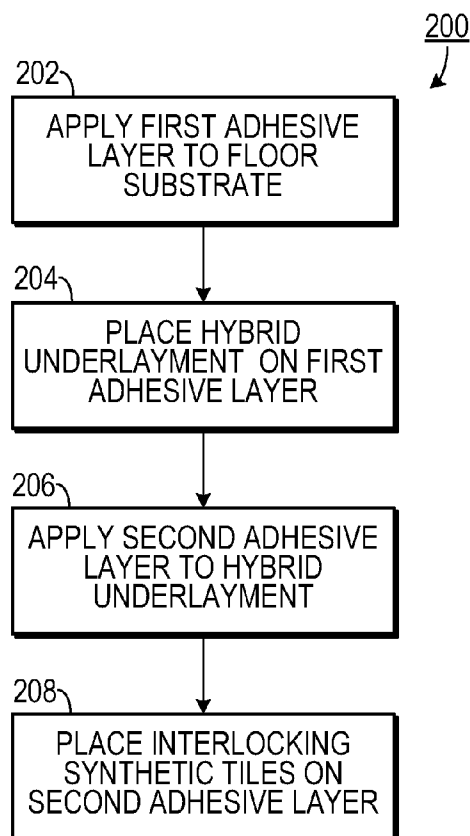 200
202
APPLY FIRST ADHESIVE
LAYER TO FLOOR
SUBSTRATE
204
PLACE HYBRID
UNDERLAYMENT ON FIRST
ADHESIVE LAYER
206
APPLY SECOND ADHESIVE
LAYER TO HYBRID
UNDERLAYMENT
208
PLACE INTERLOCKING
SYNTHETIC TILES ON
SECOND ADHESIVE LAYER